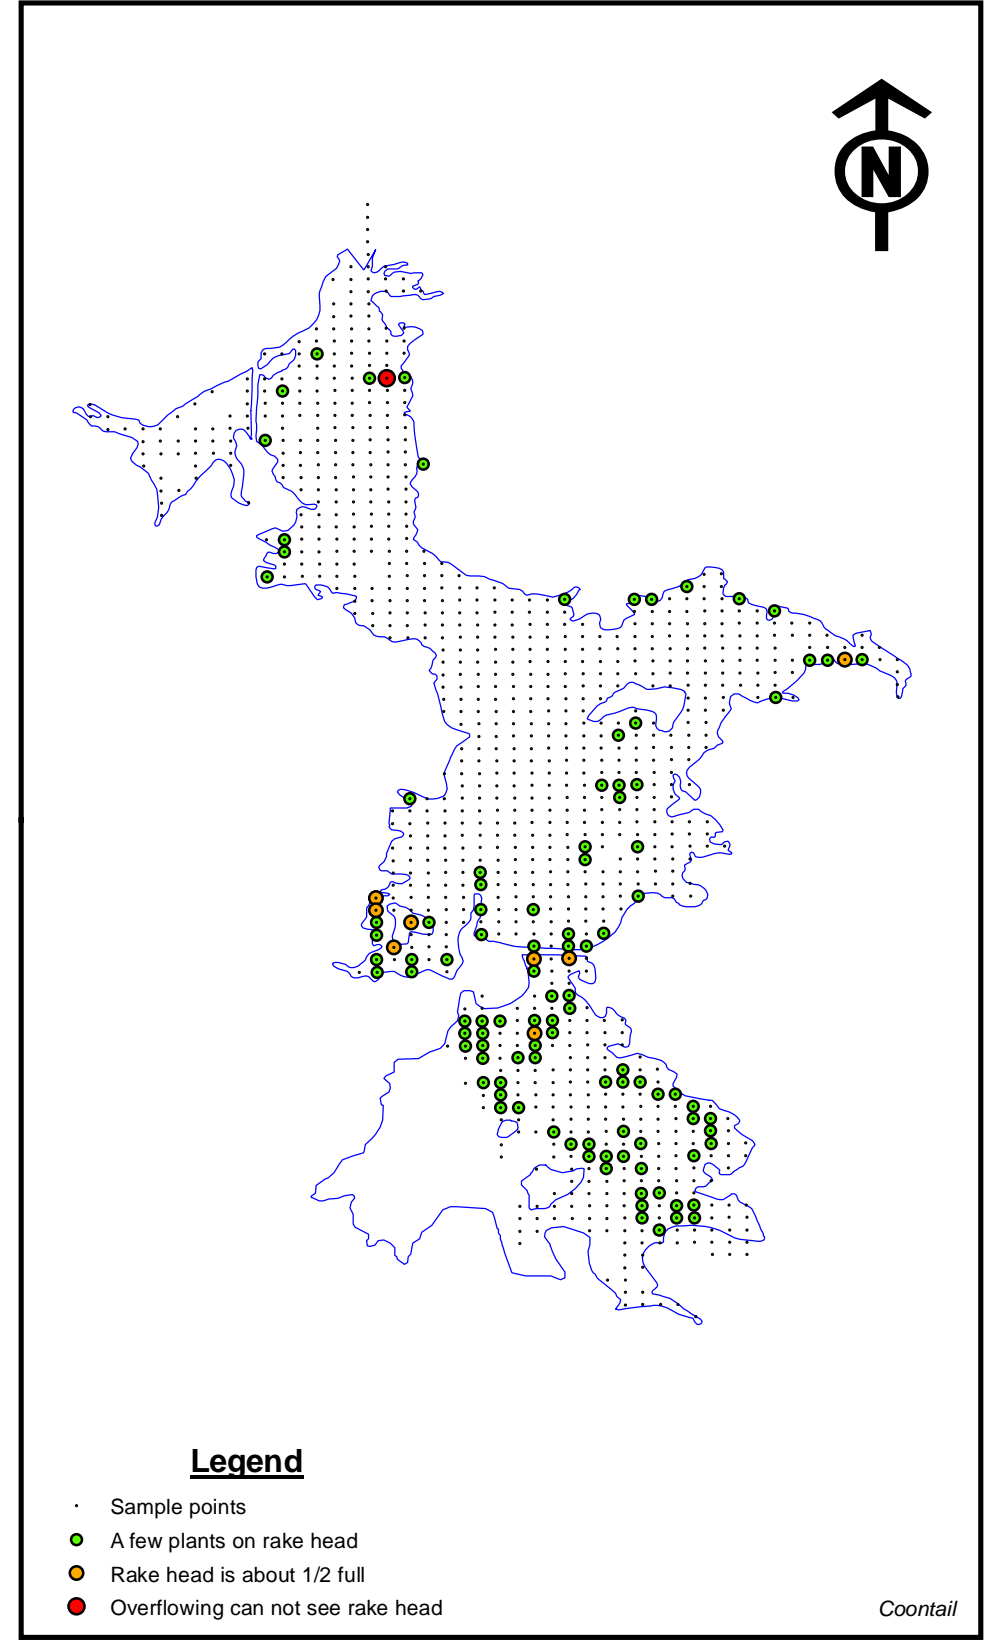 N
Legend
Sample points
A few plants on rake head
Rake head is about 1/2 full
Overflowing can not see rake head
Coontail